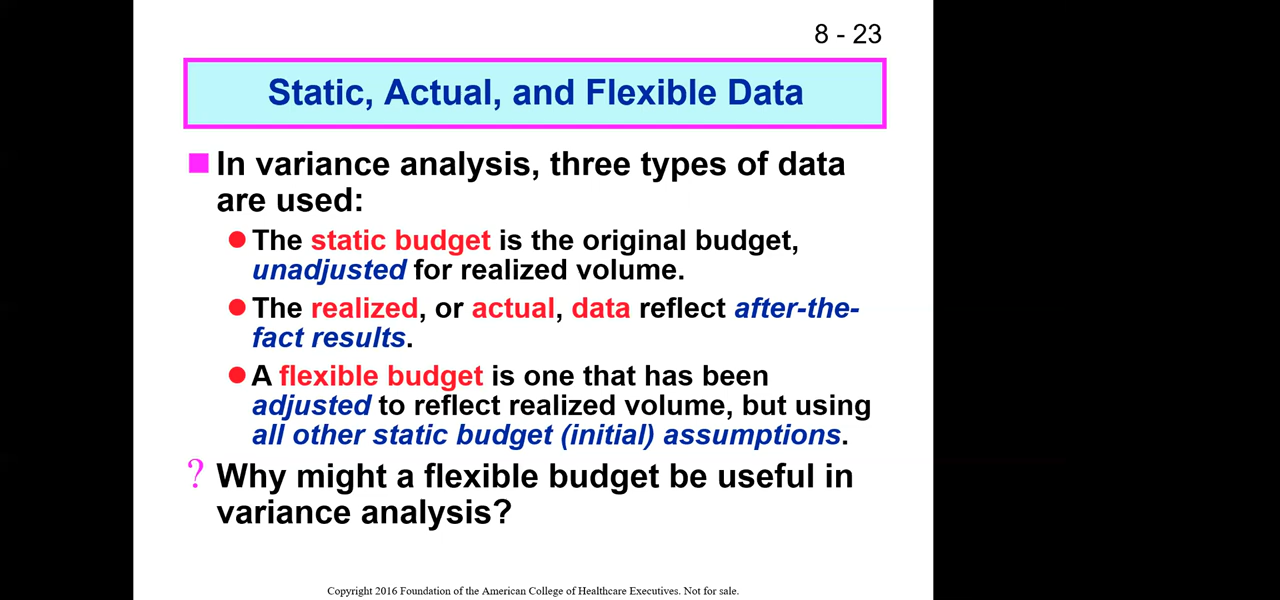 8 - 23
Static, Actual, and Flexible Data
In variance analysis, three types of data
are used:
The static budget is the original budget,
unadjusted for realized volume.
The realized, or actual, data reflect after-the-
fact results.
A flexible budget is one that has been
adjusted to reflect realized volume, but using
all other static budget (initial) assumptions.
? Why might a flexible budget be useful in
variance analysis?
Copyright 2016 Foundation of the American College of Healthcare Executives. Not for sale.